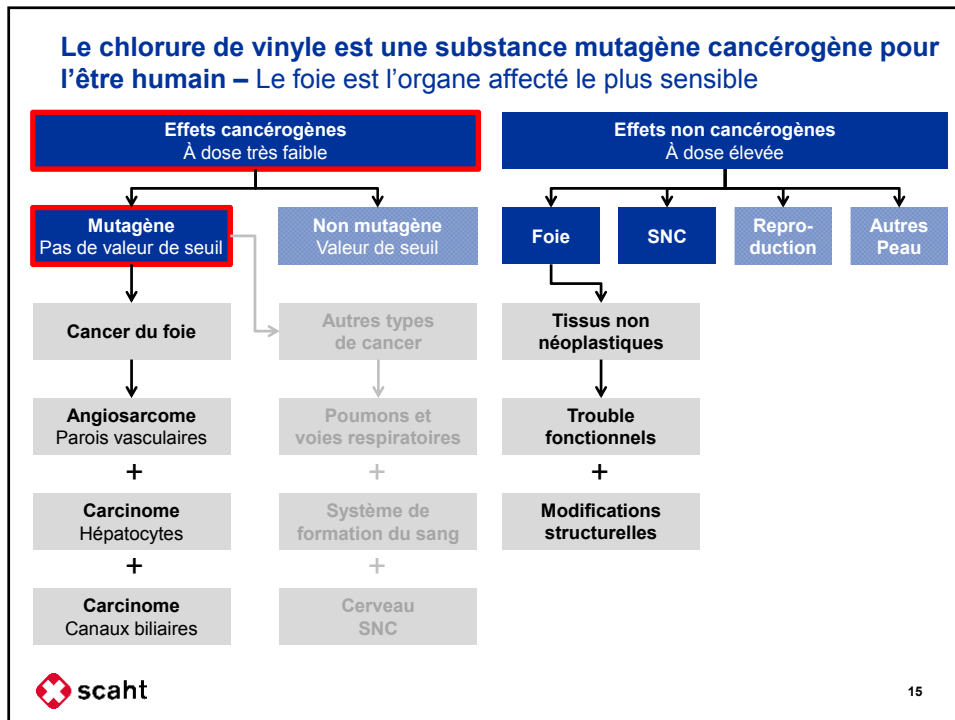 Le chlorure de vinyle est une substance mutagène cancérogène pour
l'être humain – Le foie est l'organe affecté le plus sensible
Effets cancérogènes
À dose très faible
Effets non cancérogènes
À dose élevée
Mutagène
Pas de valeur de seuil
Non mutagène
Valeur de seuil
Foie
SNC
Repro-
duction
Autres
Peau
Cancer du foie
Autres types
de cancer
Tissus non
néoplastiques
Angiosarcome
Parois vasculaires
Poumons et
voies respiratoires
Trouble
fonctionnels
+
+
+
Carcinome
Hépatocytes
Système de
formation du sang
Modifications
structurelles
+
+
Carcinome
Canaux biliaires
Cerveau
SNC
scaht
15